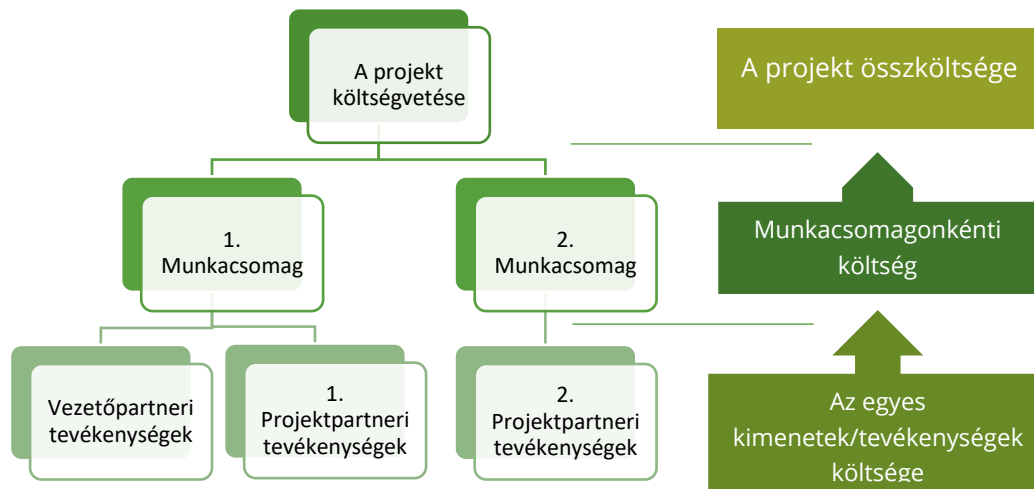 A projekt
költségvetése
A projekt összköltsége
1.
Munkacsomag
2.
Munkacsomag
Munkacsomagonkénti
költség
Vezetőpartneri
tevékenységek
1.
Projektpartneri
tevékenységek
2.
Projektpartneri
tevékenységek
Az egyes
kimenetek/tevékenységek
költsége